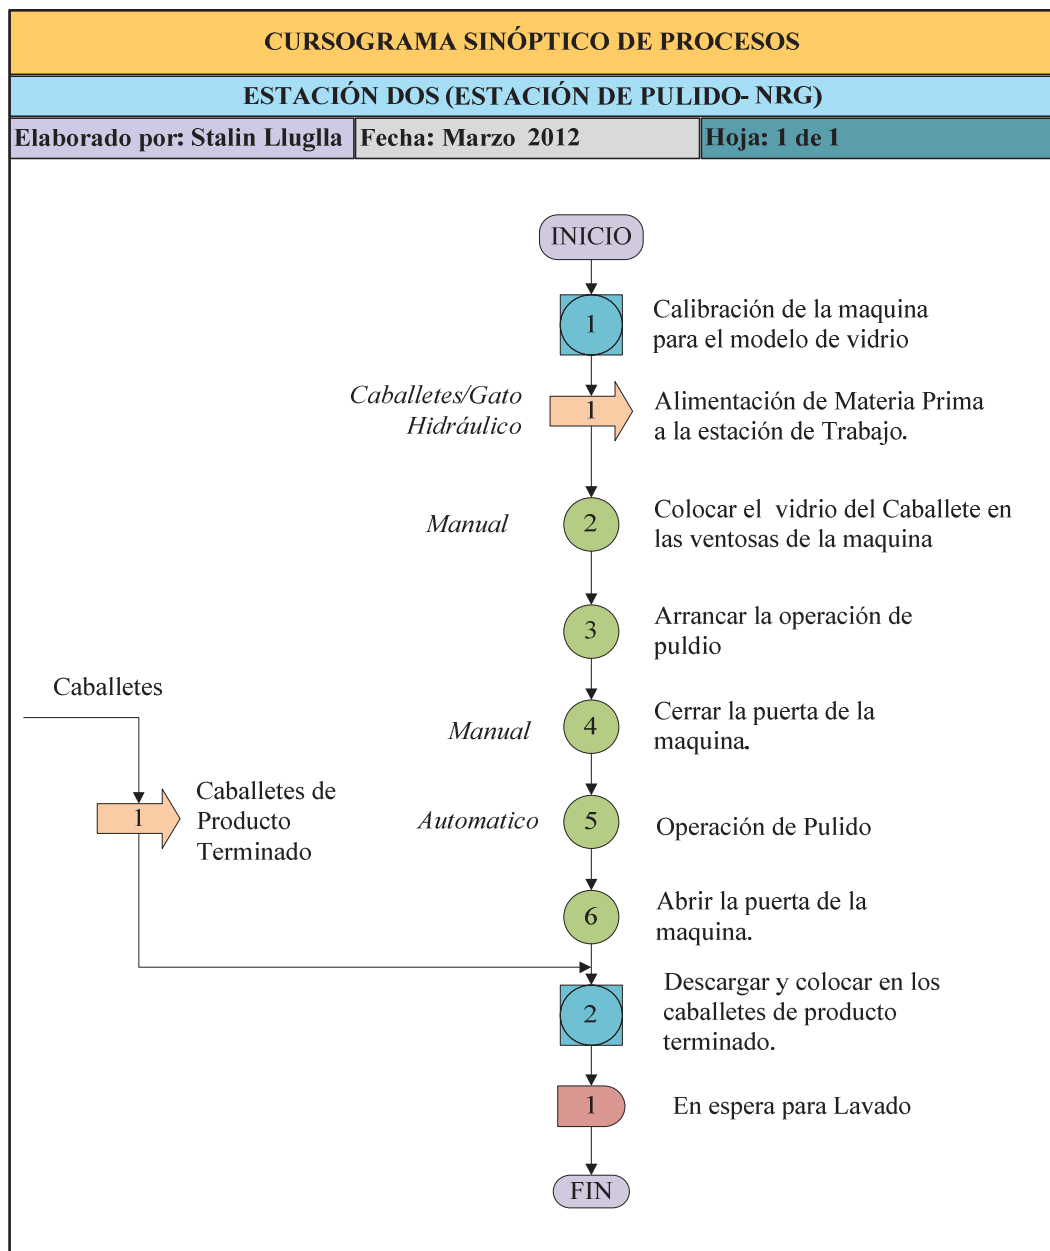 CURSOGRAMA SINÓPTICO DE PROCESOS
ESTACIÓN DOS (ESTACIÓN DE PULIDO- NRG)
Elaborado por: Stalin Lluglla
Fecha: Marzo 2012
Hoja: 1 de 1
INICIO
1
Calibración de la maquina
para el modelo de vidrio
Caballetes/Gato
Hidráulico
1
Alimentación de Materia Prima
a la estación de Trabajo.
Manual
2
Colocar el vidrio del Caballete en
las ventosas de la maquina
3
Arrancar la operación de
puldio
Caballetes
Manual
4
Cerrar la puerta de la
maquina.
1
Caballetes de
Producto
Terminado
Automatico
5
Operación de Pulido
6
Abrir la puerta de la
maquina.
2
Descargar y colocar en los
caballetes de producto
terminado.
1
En espera para Lavado
FIN